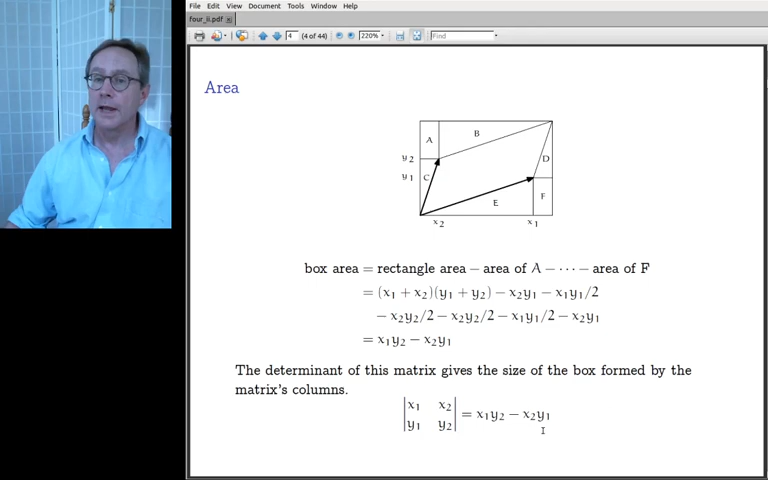 File Edit View Document Tools Window Help
four_ii.pdf
4 (4 of 44) 220% Find
Area
A B
y₂ D
y₁ C
F
E
x₂ x₁
box area = rectangle area − area of A − ⋯ − area of F
= (x₁ + x₂)(y₁ + y₂) − x₂y₁ − x₁y₁/2
− x₂y₂/2 − x₂y₂/2 − x₁y₁/2 − x₂y₁
= x₁y₂ − x₂y₁
The determinant of this matrix gives the size of the box formed by the
matrix's columns.
|x₁ x₂|
|y₁ y₂| = x₁y₂ − x₂y₁